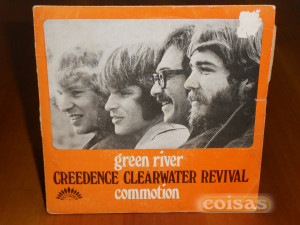 green river
CREEDENCE CLEARWATER REVIVAL
commotion
coisas